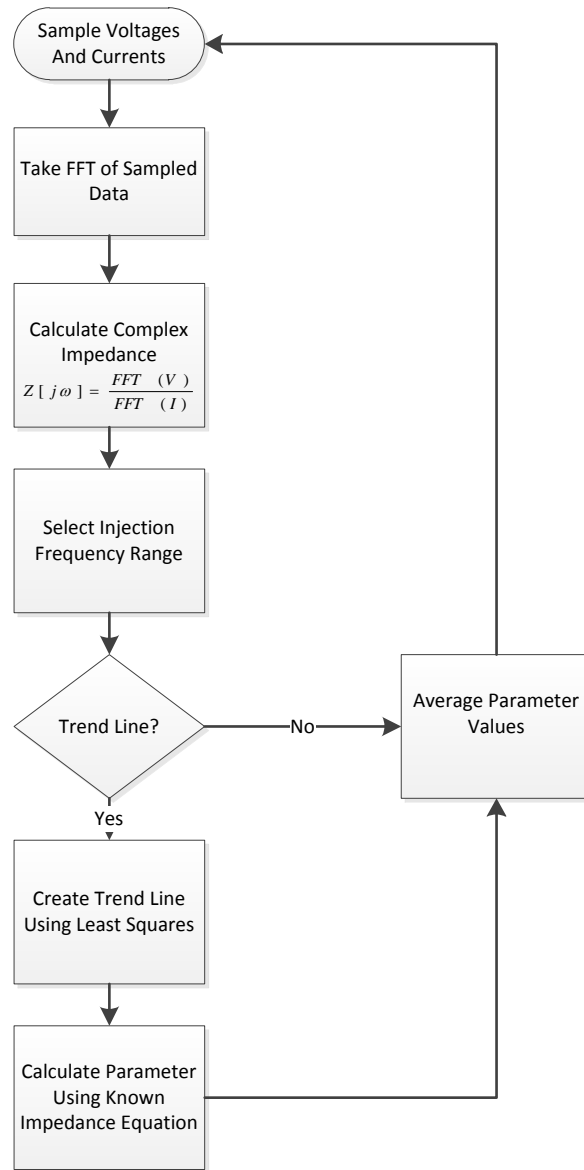 Sample Voltages
And Currents
Take FFT of Sampled
Data
Calculate Complex
Impedance
Z [ j ω ] = FFT (V) / FFT (I)
Select Injection
Frequency Range
Trend Line?
No
Average Parameter
Values
Yes
Create Trend Line
Using Least Squares
Calculate Parameter
Using Known
Impedance Equation